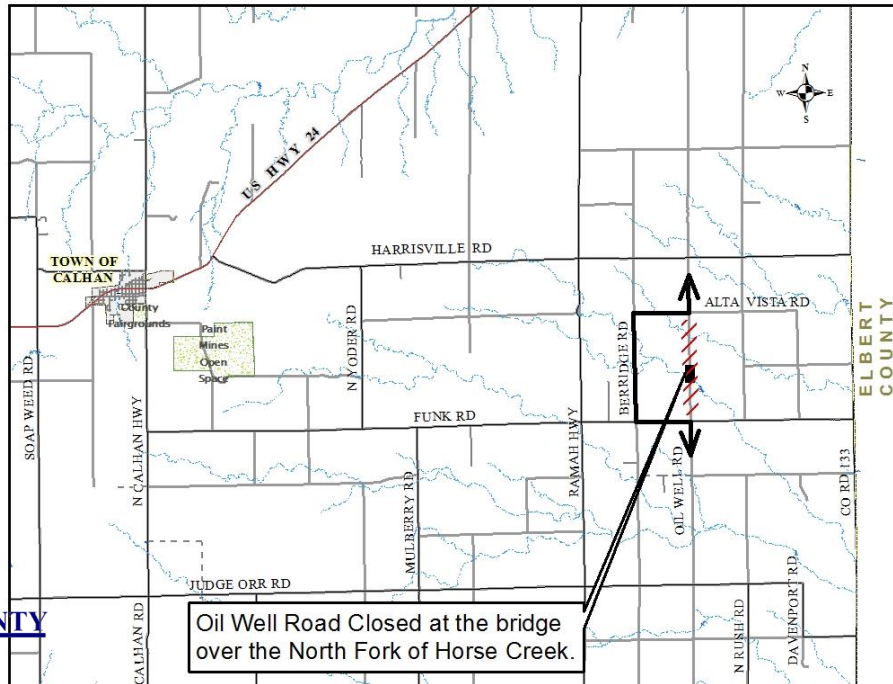 N
W E
S
US HWY 24
HARRISVILLE RD
TOWN OF
CALHAN
County
Fairgrounds
Paint
Mines
Open
Space
N YODER RD
BERRIDGE RD
ALTA VISTA RD
ELBERT
COUNTY
SOAP WEED RD
N CALHAN HWY
FUNK RD
MULBERRY RD
RAMAH HWY
OIL WELL RD
CO RD 133
JUDGE ORR RD
NTY
CALHAN RD
Oil Well Road Closed at the bridge
over the North Fork of Horse Creek.
N RUSH RD
DAVENPORT RD